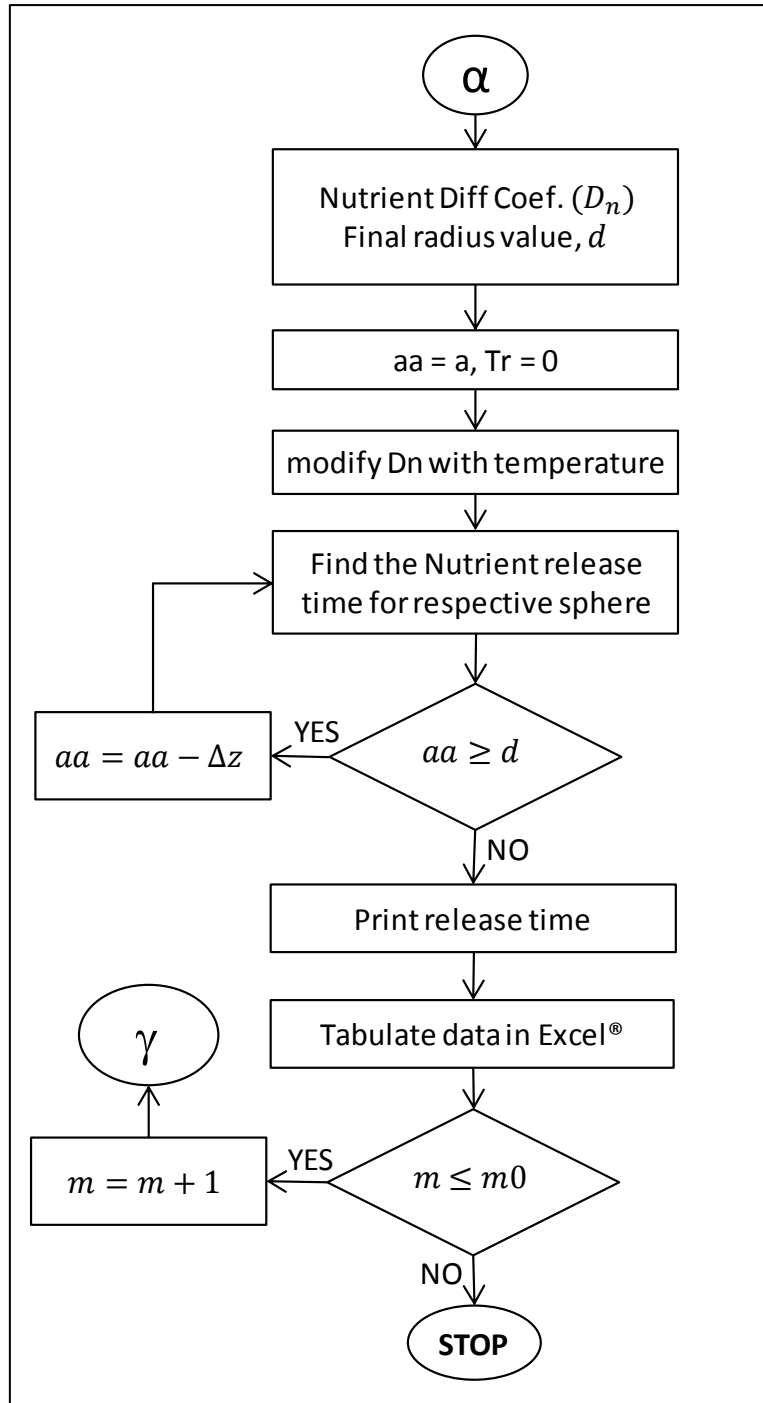 α
Nutrient Diff Coef. (𝐷ₙ)
Final radius value, 𝑑
aa = a, Tr = 0
modify Dn with temperature
Find the Nutrient release
time for respective sphere
𝑎𝑎 = 𝑎𝑎 − Δ𝑧
YES
𝑎𝑎 ≥ 𝑑
NO
Print release time
Tabulate data in Excel®
γ
𝑚 = 𝑚 + 1
YES
𝑚 ≤ 𝑚0
NO
STOP